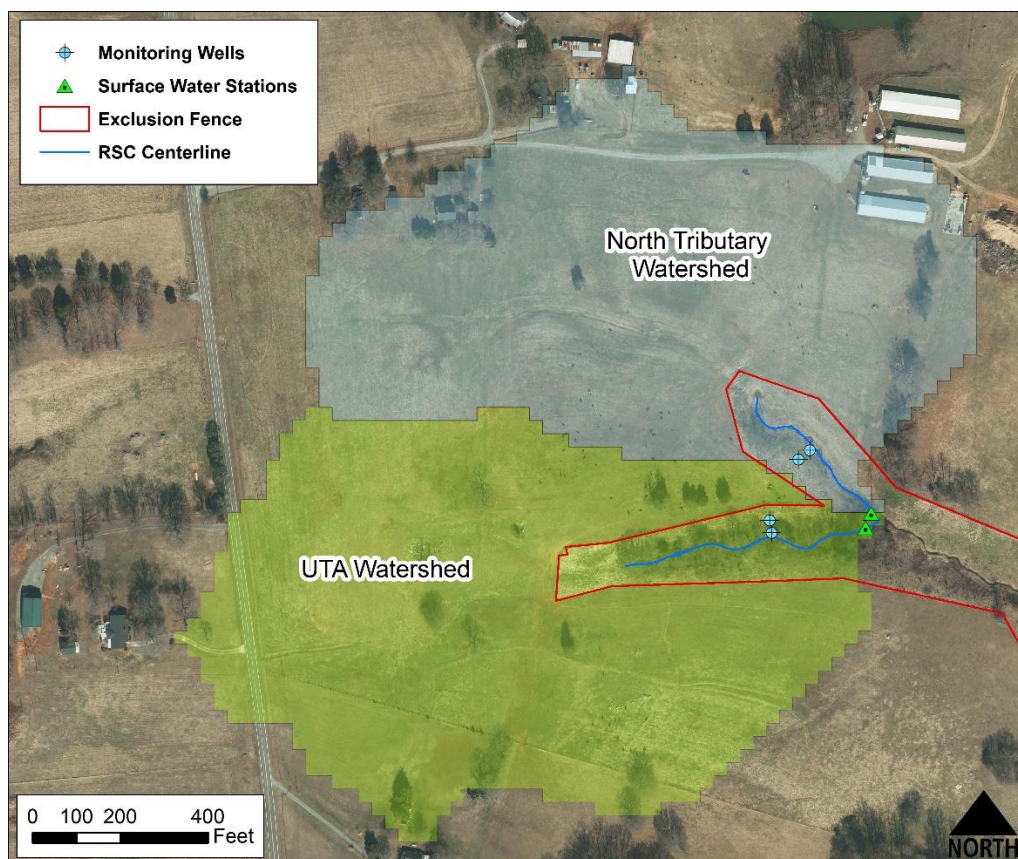 Monitoring Wells
Surface Water Stations
Exclusion Fence
RSC Centerline
North Tributary
Watershed
UTA Watershed
0 100 200 400
Feet
NORTH